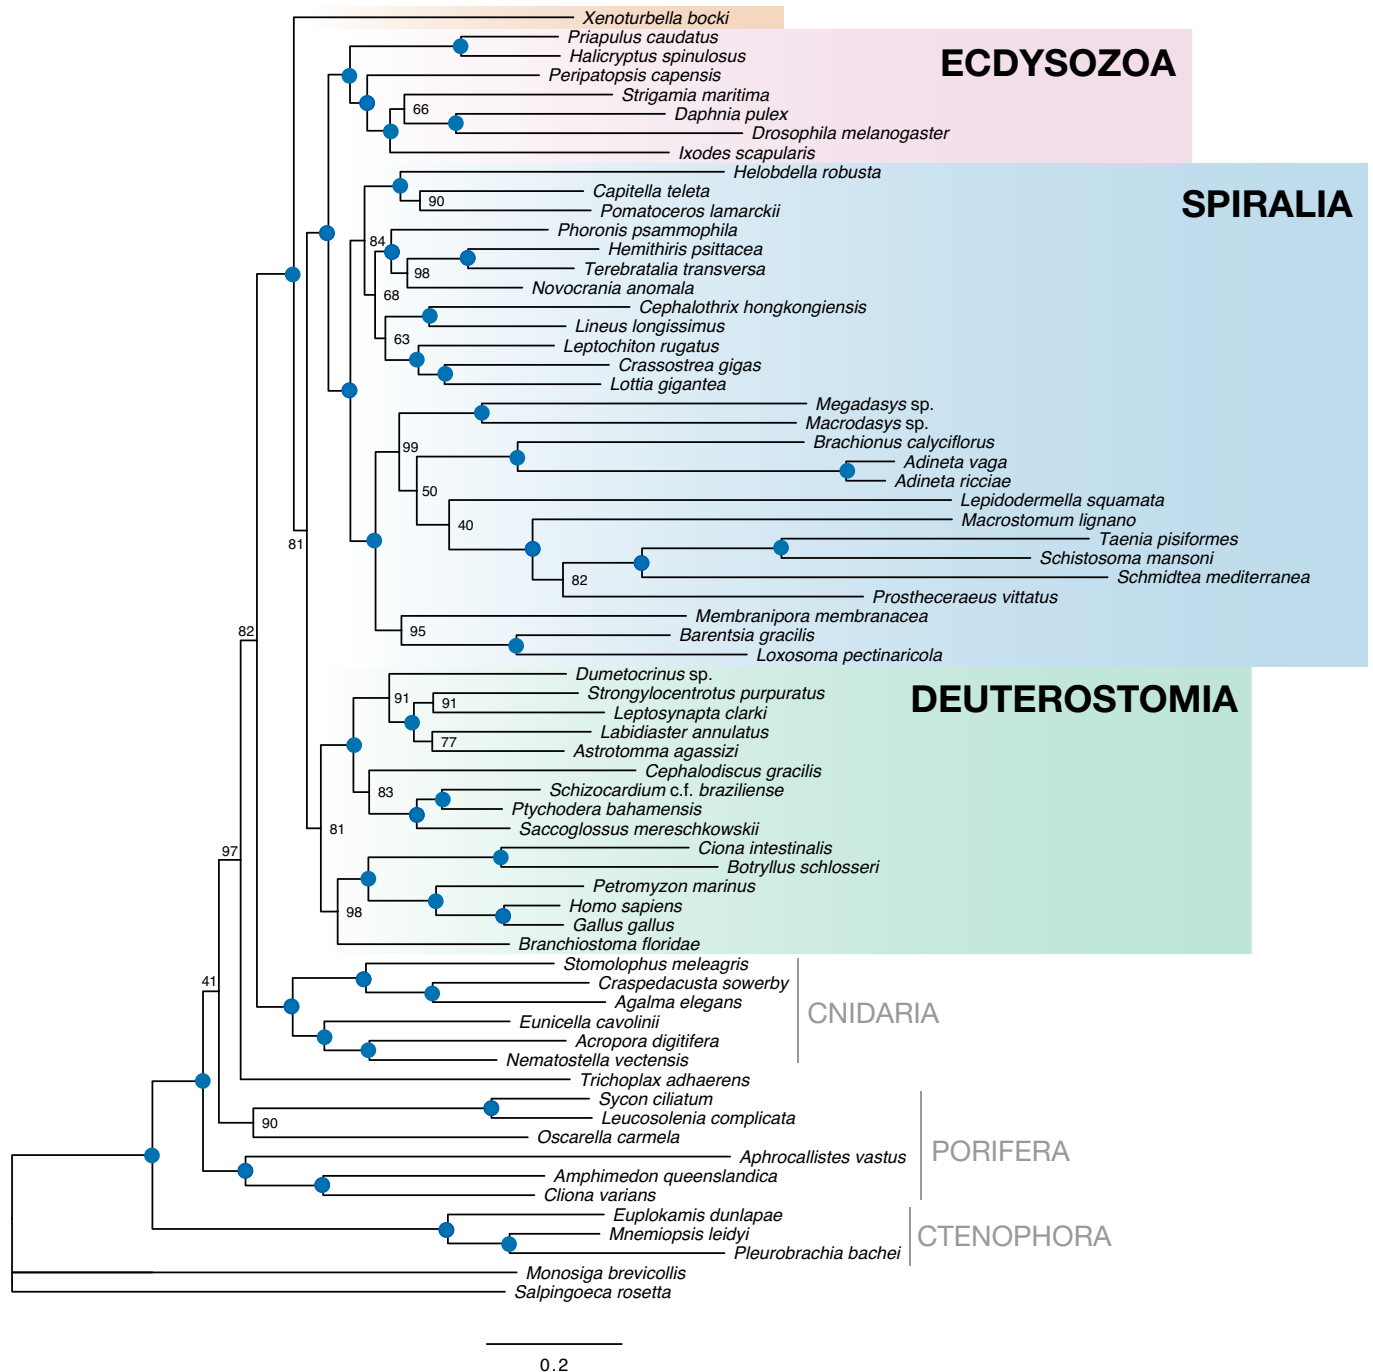 Xenoturbella bocki
Priapulus caudatus
Halicryptus spinulosus
ECDYSOZOA
Peripatopsis capensis
Strigamia maritima
66
Daphnia pulex
Drosophila melanogaster
Ixodes scapularis
Helobdella robusta
Capitella teleta
90
SPIRALIA
Pomatoceros lamarckii
Phoronis psammophila
84
Hemithiris psittacea
Terebratalia transversa
98
Novocrania anomala
68
Cephalothrix hongkongiensis
Lineus longissimus
63
Leptochiton rugatus
Crassostrea gigas
Lottia gigantea
Megadasys sp.
Macrodasys sp.
Brachionus calyciflorus
99
Adineta vaga
Adineta ricciae
50
Lepidodermella squamata
Macrostomum lignano
40
Taenia pisiformes
81
Schistosoma mansoni
Schmidtea mediterranea
82
Prostheceraeus vittatus
Membranipora membranacea
95
Barentsia gracilis
82
Loxosoma pectinaricola
Dumetocrinus sp.
Strongylocentrotus purpuratus
91
91
DEUTEROSTOMIA
Leptosynapta clarki
Labidiaster annulatus
77
Astrotomma agassizi
Cephalodiscus gracilis
Schizocardium c.f. braziliense
83
Ptychodera bahamensis
Saccoglossus mereschkowskii
81
Ciona intestinalis
97
Botryllus schlosseri
Petromyzon marinus
Homo sapiens
98
Gallus gallus
Branchiostoma floridae
Stomolophus meleagris
41
Craspedacusta sowerby
Agalma elegans
CNIDARIA
Eunicella cavolinii
Acropora digitifera
Nematostella vectensis
Trichoplax adhaerens
Sycon ciliatum
Leucosolenia complicata
90
Oscarella carmela
PORIFERA
Aphrocallistes vastus
Amphimedon queenslandica
Cliona varians
Euplokamis dunlapae
Mnemiopsis leidyi
CTENOPHORA
Pleurobrachia bachei
Monosiga brevicollis
Salpingoeca rosetta
0.2